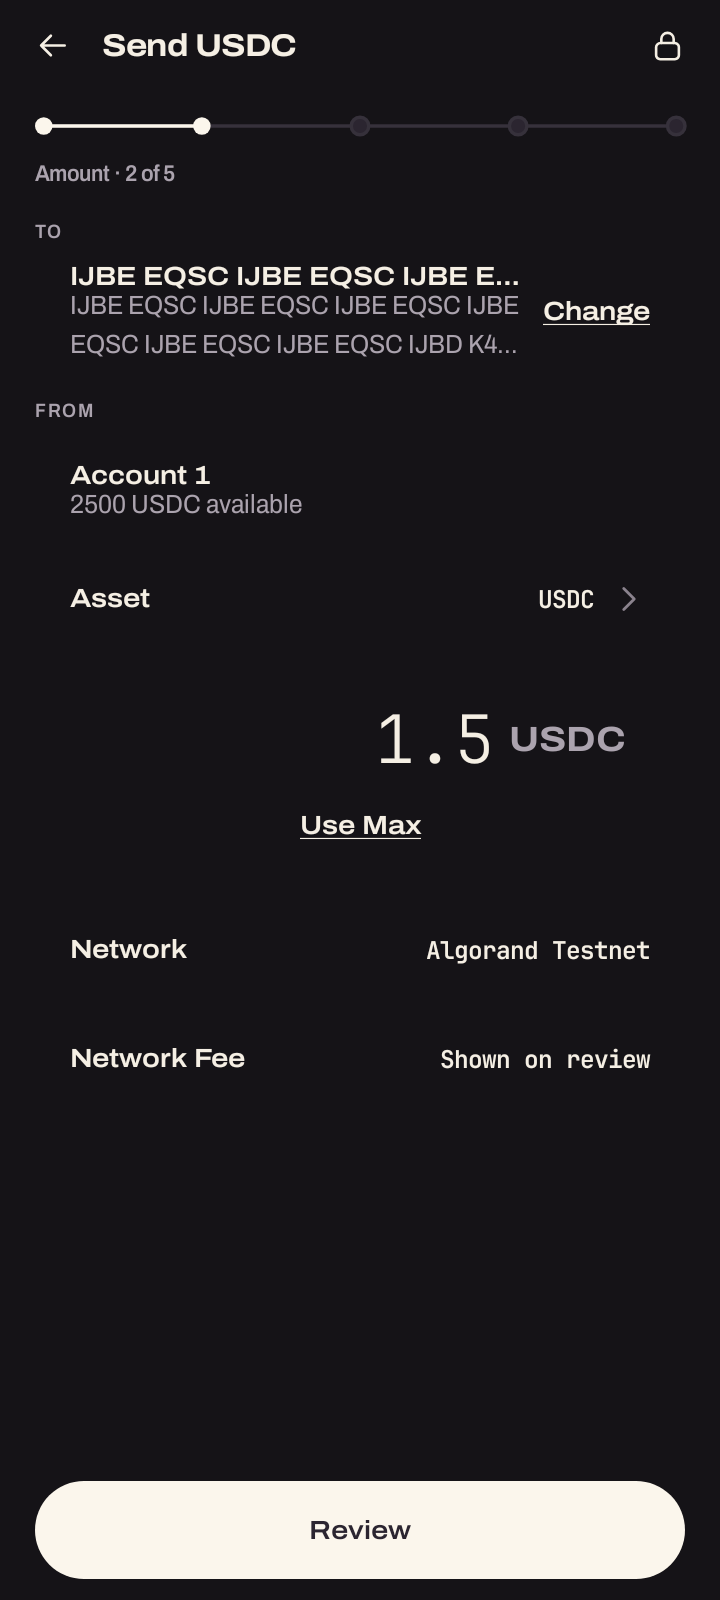 Send USDC
Amount · 2 of 5
TO
IJBE EQSC IJBE EQSC IJBE E...
IJBE EQSC IJBE EQSC IJBE EQSC IJBE
EQSC IJBE EQSC IJBE EQSC IJBD K4...
Change
FROM
Account 1
2500 USDC available
Asset
USDC
1.5 USDC
Use Max
Network
Algorand Testnet
Network Fee
Shown on review
Review